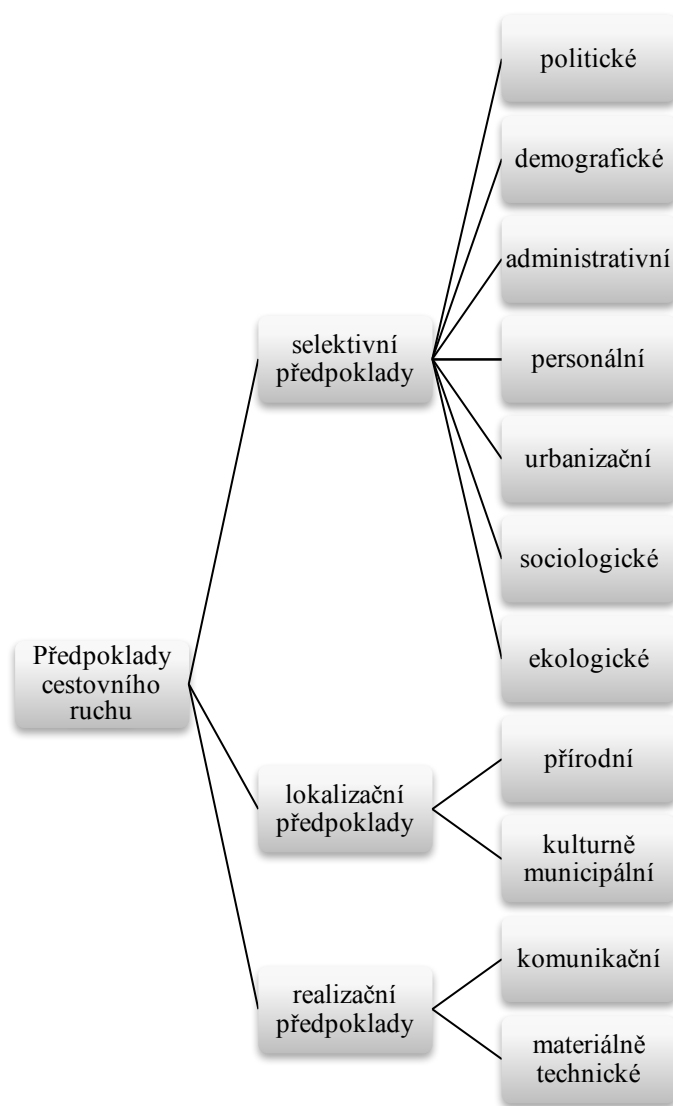 Předpoklady
cestovního
ruchu
selektivní
předpoklady
politické
demografické
administrativní
personální
urbanizační
sociologické
ekologické
lokalizační
předpoklady
přírodní
kulturně
municipální
realizační
předpoklady
komunikační
materiálně
technické